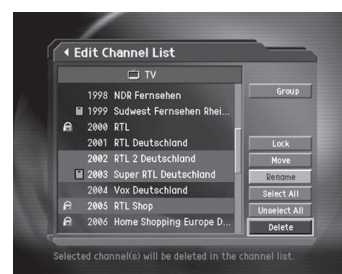 Edit Channel List
TV
1998 NDR Fernsehen
1999 Sudwest Fernsehen Rhei...
2000 RTL
2001 RTL Deutschland
2002 RTL 2 Deutschland
2003 Super RTL Deutschland
2004 Vox Deutschland
2005 RTL Shop
2006 Home Shopping Europe D...
Group
Lock
Move
Rename
Select All
Unselect All
Delete
Selected channel(s) will be deleted in the channel list.